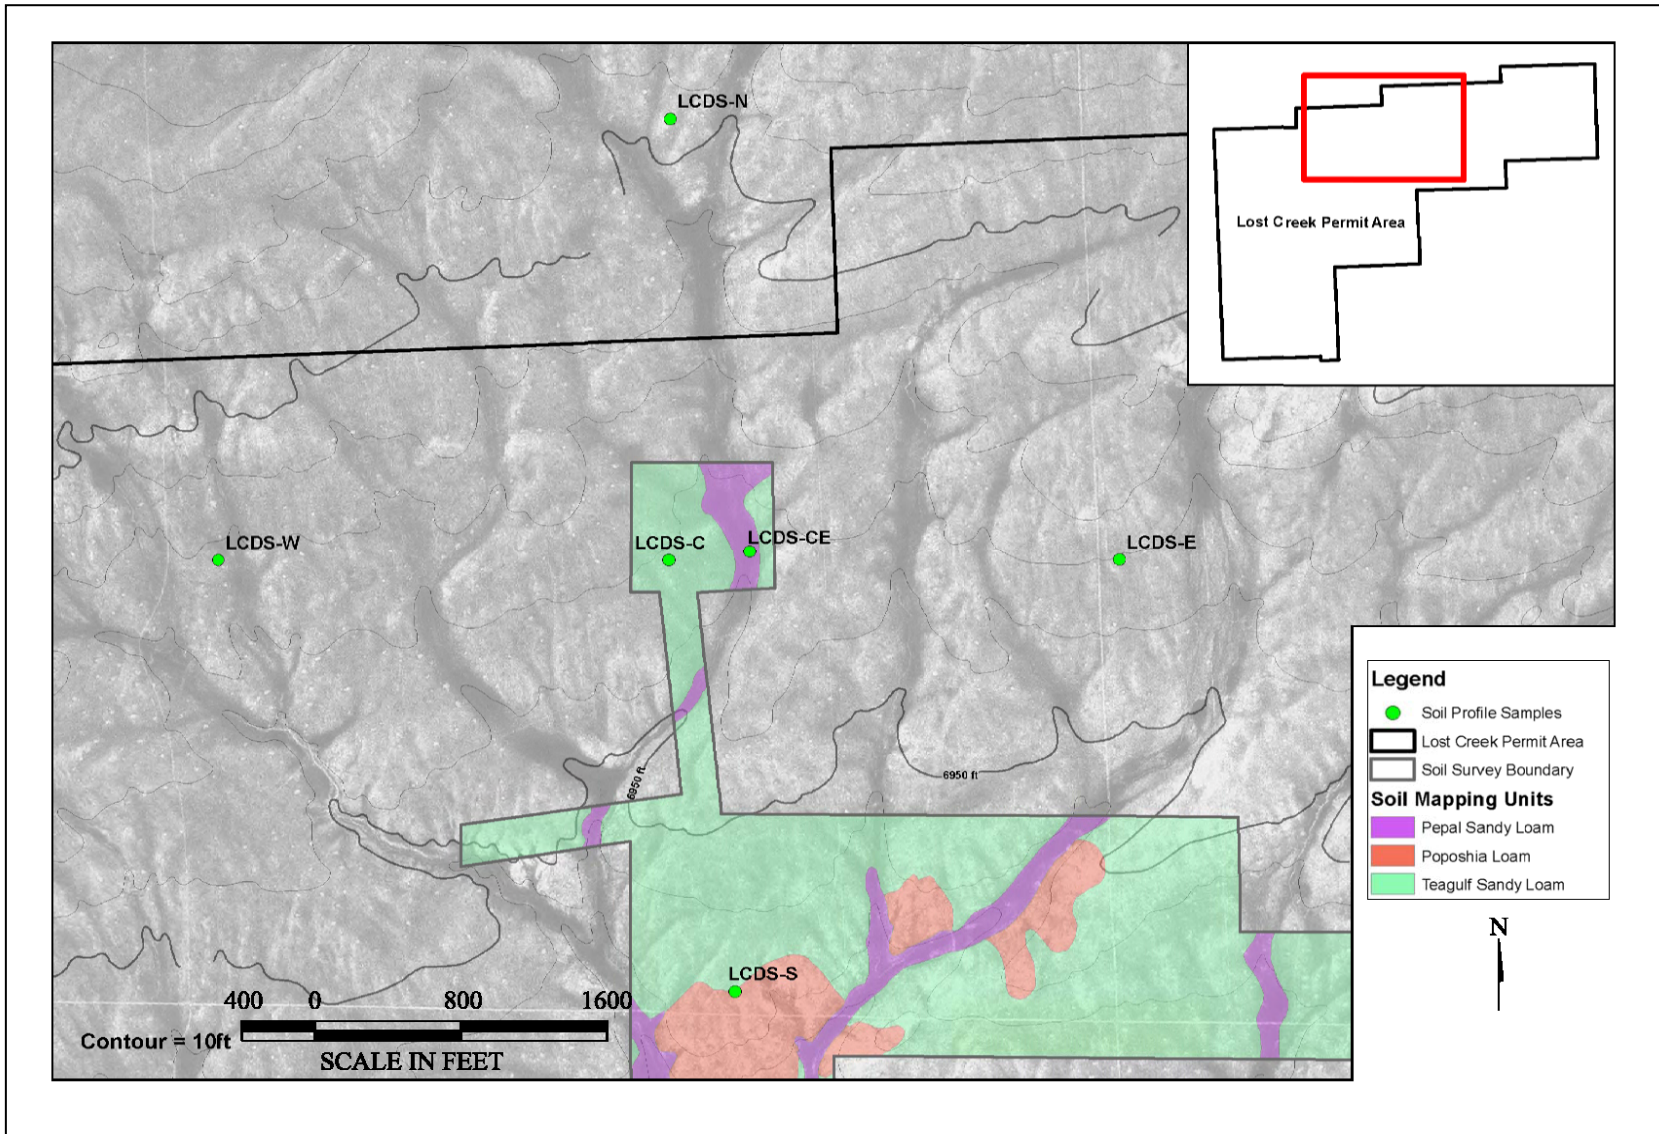 LCDS-N
Lost Creek Permit Area
LCDS-W
LCDS-C
LCDS-CE
LCDS-E
6950 ft
6950 ft
LCDS-S
400 0 800 1600
Contour = 10ft
SCALE IN FEET
Legend
Soil Profile Samples
Lost Creek Permit Area
Soil Survey Boundary
Soil Mapping Units
Pepal Sandy Loam
Poposhia Loam
Teagulf Sandy Loam
N